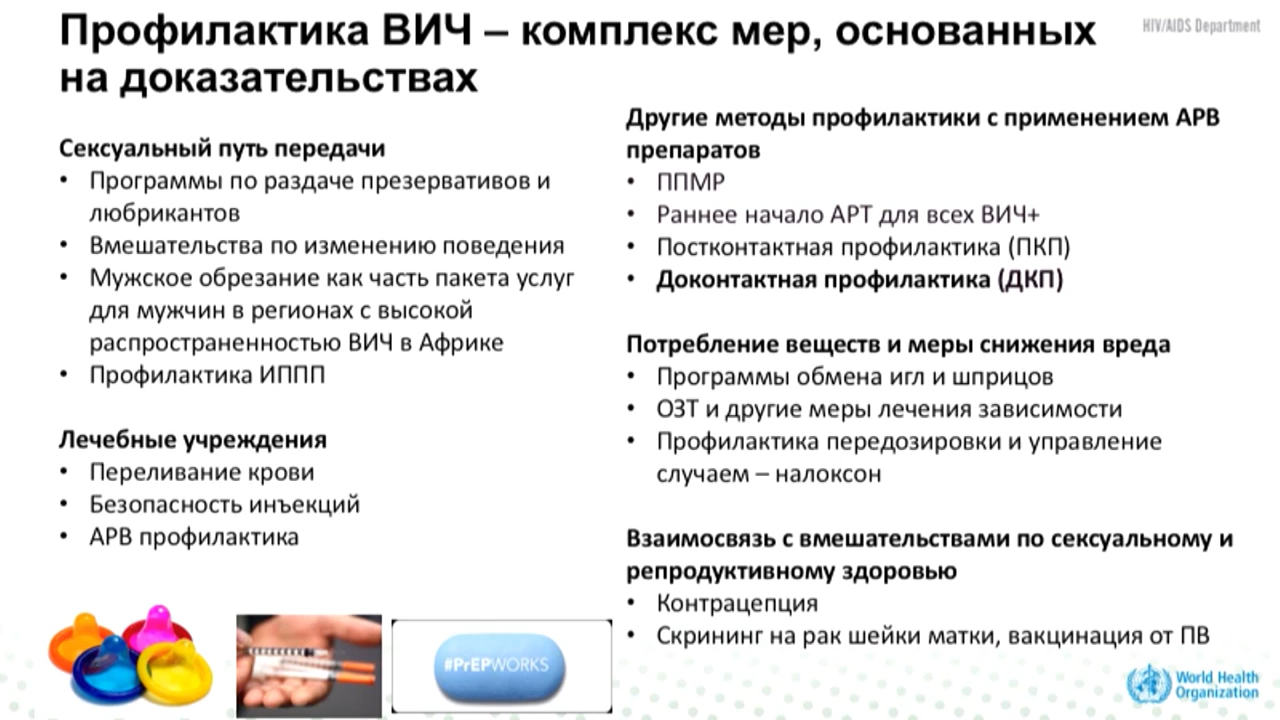 Профилактика ВИЧ – комплекс мер, основанных
на доказательствах
HIV/AIDS Department
Сексуальный путь передачи
• Программы по раздаче презервативов и
любрикантов
• Вмешательства по изменению поведения
• Мужское обрезание как часть пакета услуг
для мужчин в регионах с высокой
распространенностью ВИЧ в Африке
• Профилактика ИППП
Лечебные учреждения
• Переливание крови
• Безопасность инъекций
• АРВ профилактика
Другие методы профилактики с применением АРВ
препаратов
• ППМР
• Раннее начало АРТ для всех ВИЧ+
• Постконтактная профилактика (ПКП)
• Доконтактная профилактика (ДКП)
Потребление веществ и меры снижения вреда
• Программы обмена игл и шприцов
• ОЗТ и другие меры лечения зависимости
• Профилактика передозировки и управление
случаем – налоксон
Взаимосвязь с вмешательствами по сексуальному и
репродуктивному здоровью
• Контрацепция
• Скрининг на рак шейки матки, вакцинация от ПВ
#PrEPWORKS
World Health
Organization